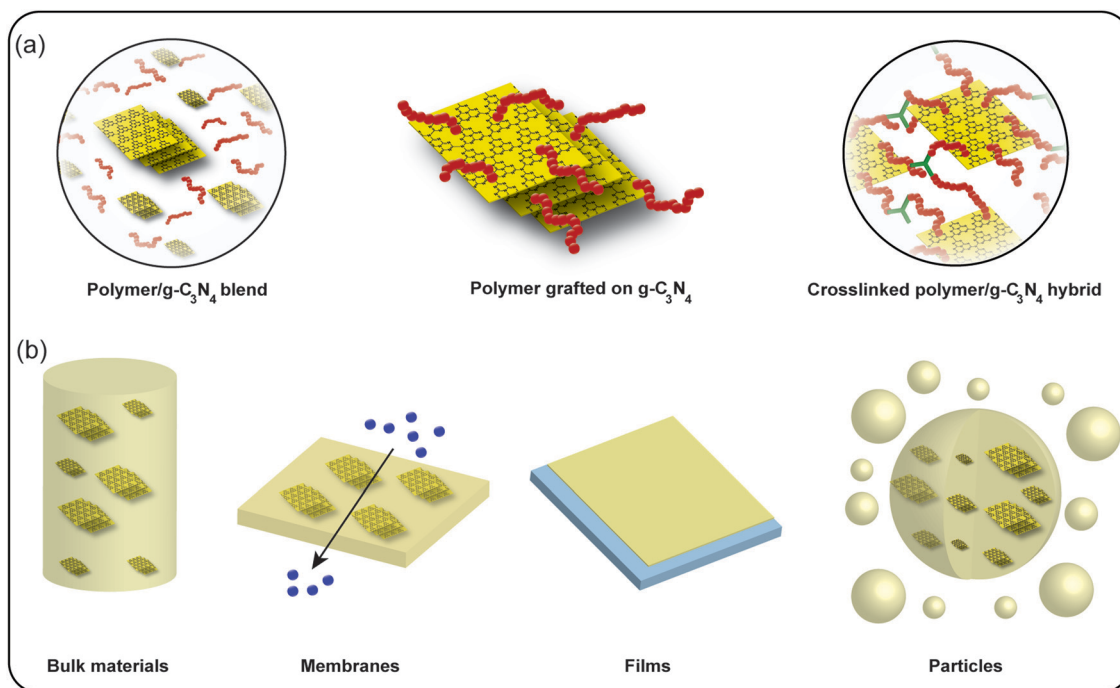 (a)
Polymer/g-C₃N₄ blend
Polymer grafted on g-C₃N₄
Crosslinked polymer/g-C₃N₄ hybrid
(b)
Bulk materials
Membranes
Films
Particles